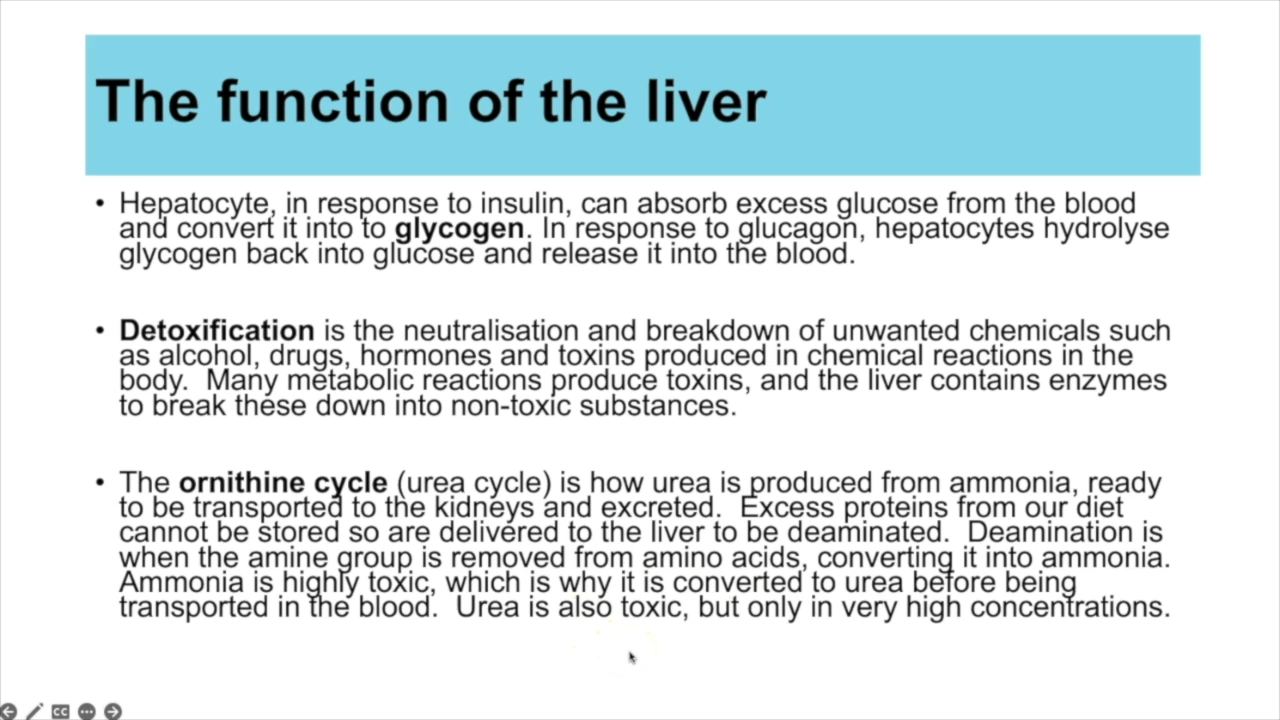 The function of the liver
• Hepatocyte, in response to insulin, can absorb excess glucose from the blood
and convert it into to glycogen. In response to glucagon, hepatocytes hydrolyse
glycogen back into glucose and release it into the blood.
• Detoxification is the neutralisation and breakdown of unwanted chemicals such
as alcohol, drugs, hormones and toxins produced in chemical reactions in the
body.  Many metabolic reactions produce toxins, and the liver contains enzymes
to break these down into non-toxic substances.
• The ornithine cycle (urea cycle) is how urea is produced from ammonia, ready
to be transported to the kidneys and excreted.  Excess proteins from our diet
cannot be stored so are delivered to the liver to be deaminated.  Deamination is
when the amine group is removed from amino acids, converting it into ammonia.
Ammonia is highly toxic, which is why it is converted to urea before being
transported in the blood.  Urea is also toxic, but only in very high concentrations.
CC